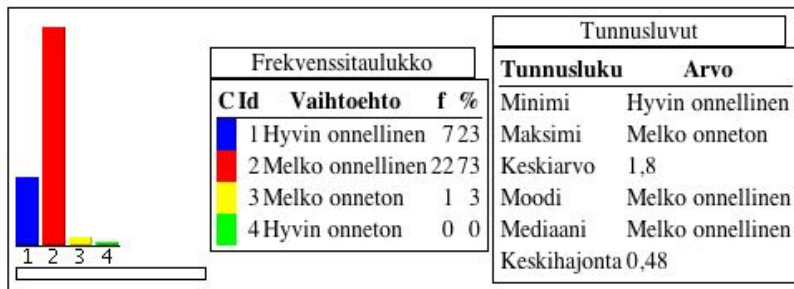 1 2 3 4
Frekvenssitaulukko
C Id Vaihtoehto f %
1 Hyvin onnellinen 7 23
2 Melko onnellinen 22 73
3 Melko onneton 1 3
4 Hyvin onneton 0 0
Tunnusluvut
Tunnusluku Arvo
Minimi Hyvin onnellinen
Maksimi Melko onneton
Keskiarvo 1,8
Moodi Melko onnellinen
Mediaani Melko onnellinen
Keskihajonta 0,48